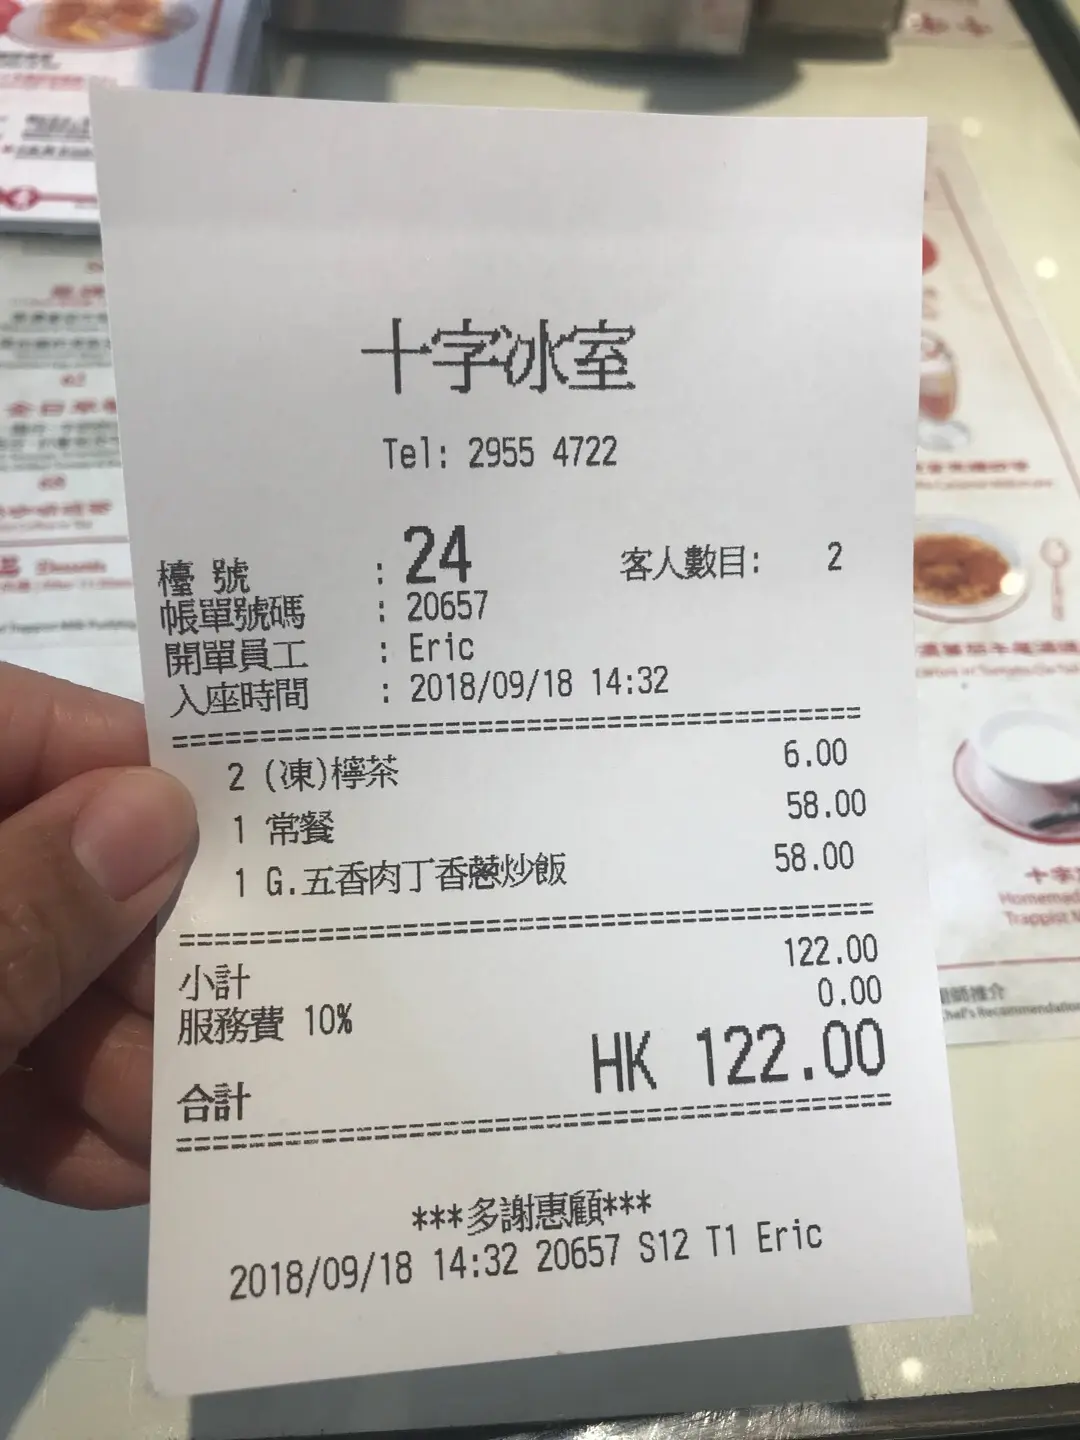 十字冰室
Tel: 2955 4722
檯 號 : 24 客人數目: 2
帳單號碼 : 20657
開單員工 : Eric
入座時間 : 2018/09/18 14:32
2 (凍)檸茶 6.00
1 常餐 58.00
1 G.五香肉丁香蔥炒飯 58.00
小計 122.00
服務費 10% 0.00
合計 HK 122.00
***多謝惠顧***
2018/09/18 14:32 20657 S12 T1 Eric